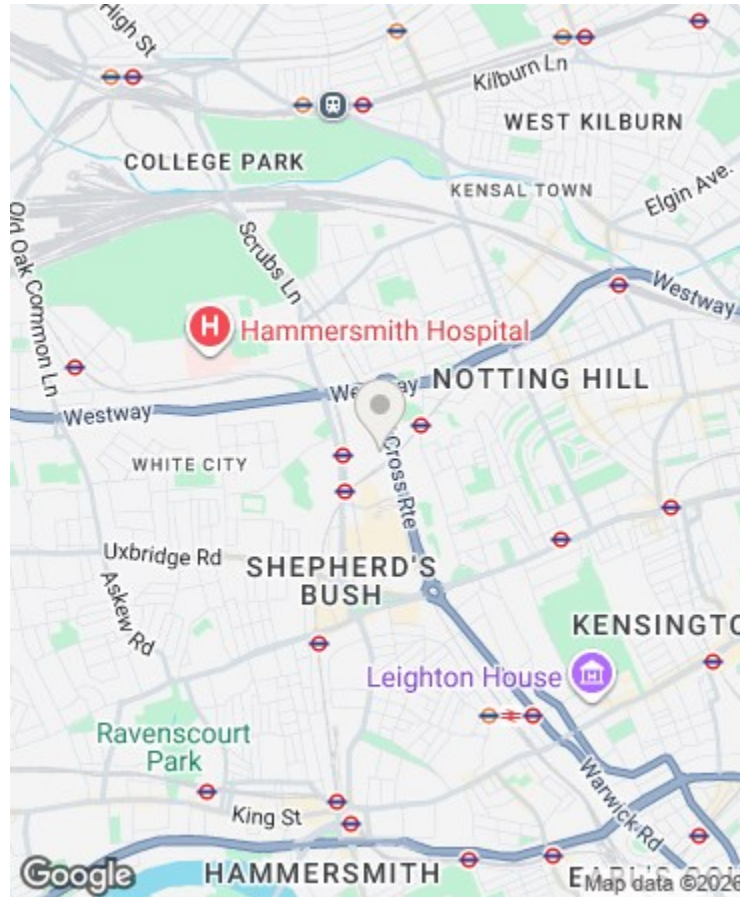 High St
Kilburn Ln
WEST KILBURN
COLLEGE PARK
KENSAL TOWN
Elgin Ave.
Old Oak Common Ln
Scrubs Ln
Westway
H
Hammersmith Hospital
NOTTING HILL
Westway
Westway
Cross Rte
WHITE CITY
Uxbridge Rd
SHEPHERD'S
BUSH
Askew Rd
KENSINGTO
Leighton House
Ravenscourt
Park
Warwick Rd
King St
HAMMERSMITH
Google
Map data ©2026